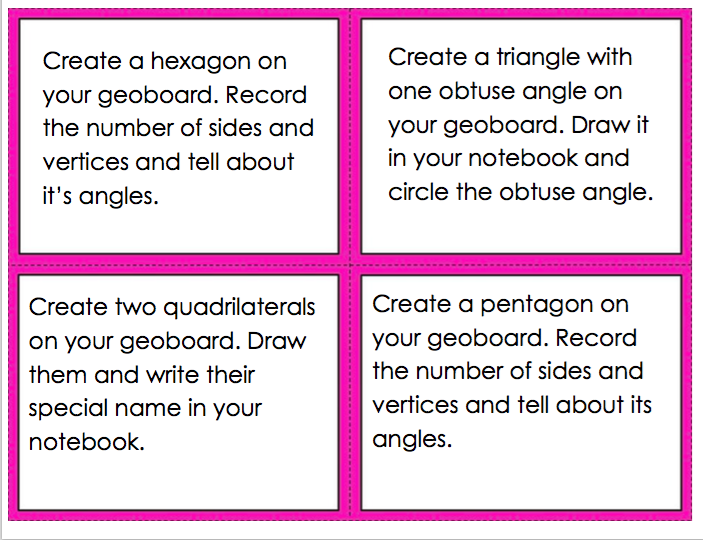 Create a hexagon on
your geoboard. Record
the number of sides and
vertices and tell about
it's angles.
Create a triangle with
one obtuse angle on
your geoboard. Draw it
in your notebook and
circle the obtuse angle.
Create two quadrilaterals
on your geoboard. Draw
them and write their
special name in your
notebook.
Create a pentagon on
your geoboard. Record
the number of sides and
vertices and tell about its
angles.